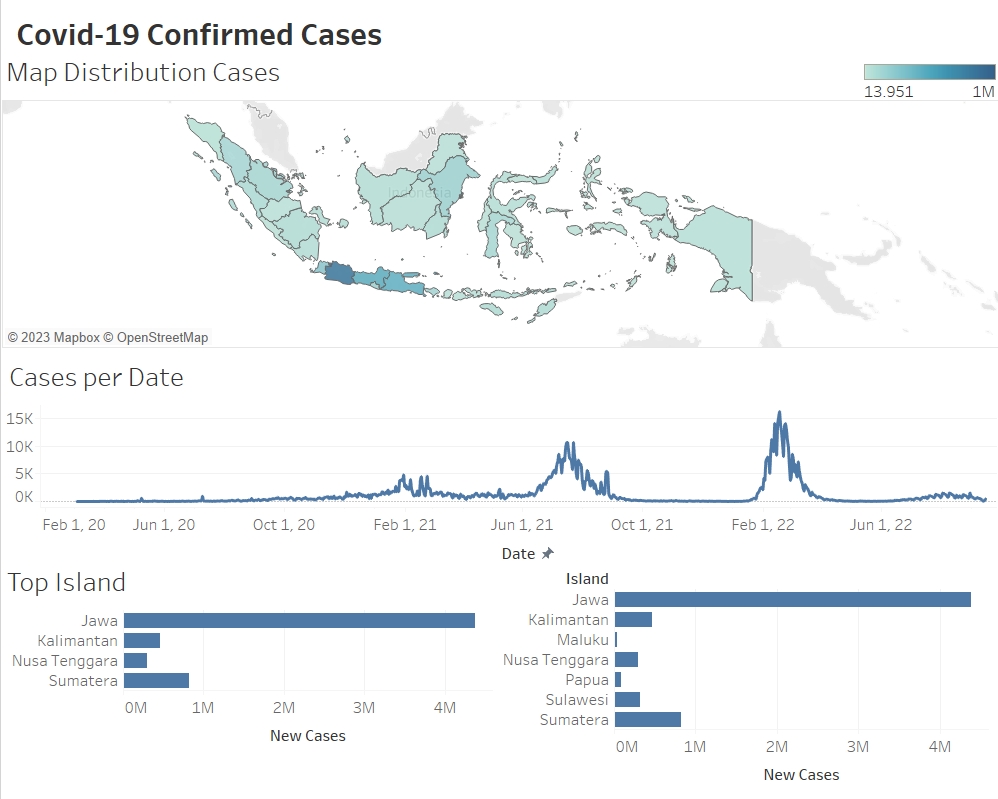 Covid-19 Confirmed Cases
Map Distribution Cases
13.951 1M
Indonesia
© 2023 Mapbox © OpenStreetMap
Cases per Date
15K
10K
5K
0K
Feb 1, 20 Jun 1, 20 Oct 1, 20 Feb 1, 21 Jun 1, 21 Oct 1, 21 Feb 1, 22 Jun 1, 22
Date
Top Island
Jawa
Kalimantan
Nusa Tenggara
Sumatera
0M 1M 2M 3M 4M
New Cases
Island
Jawa
Kalimantan
Maluku
Nusa Tenggara
Papua
Sulawesi
Sumatera
0M 1M 2M 3M 4M
New Cases